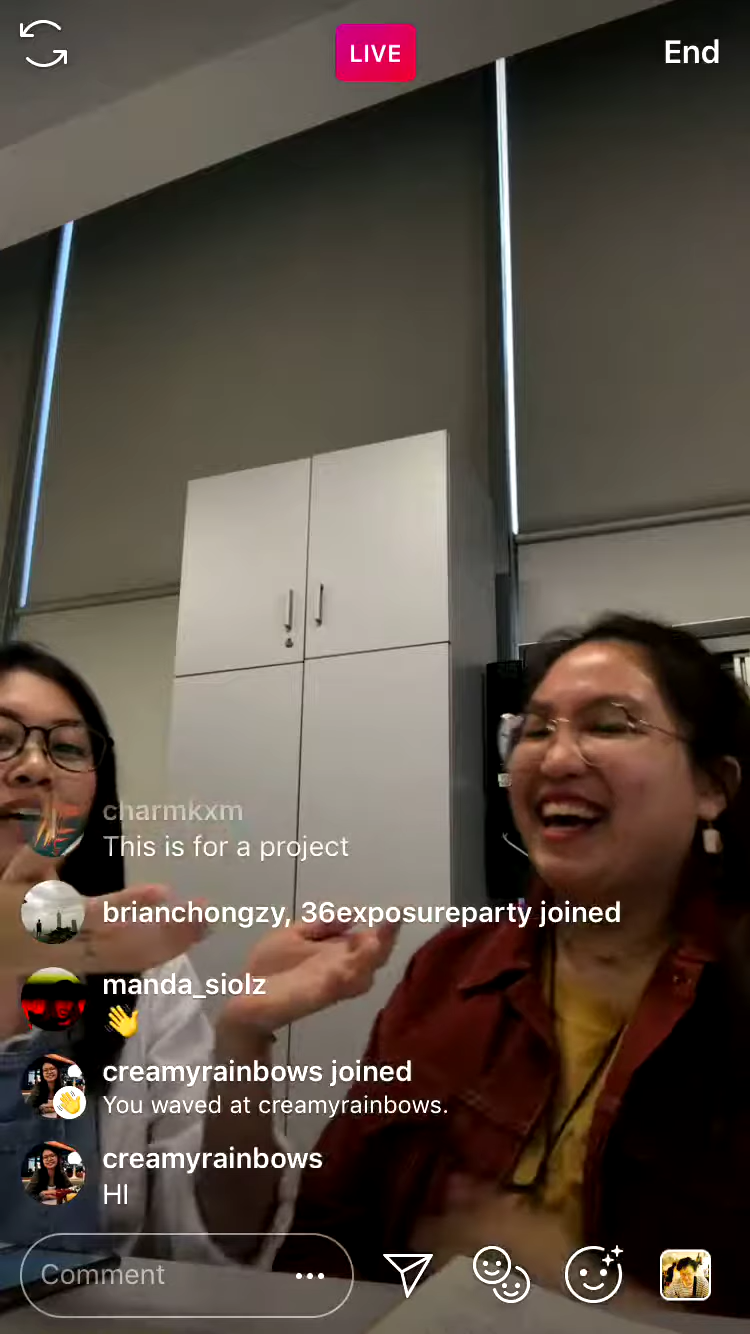 LIVE
End
charmkxm
This is for a project
brianchongzy, 36exposureparty joined
manda_siolz
👋
creamyrainbows joined
You waved at creamyrainbows.
creamyrainbows
HI
Comment